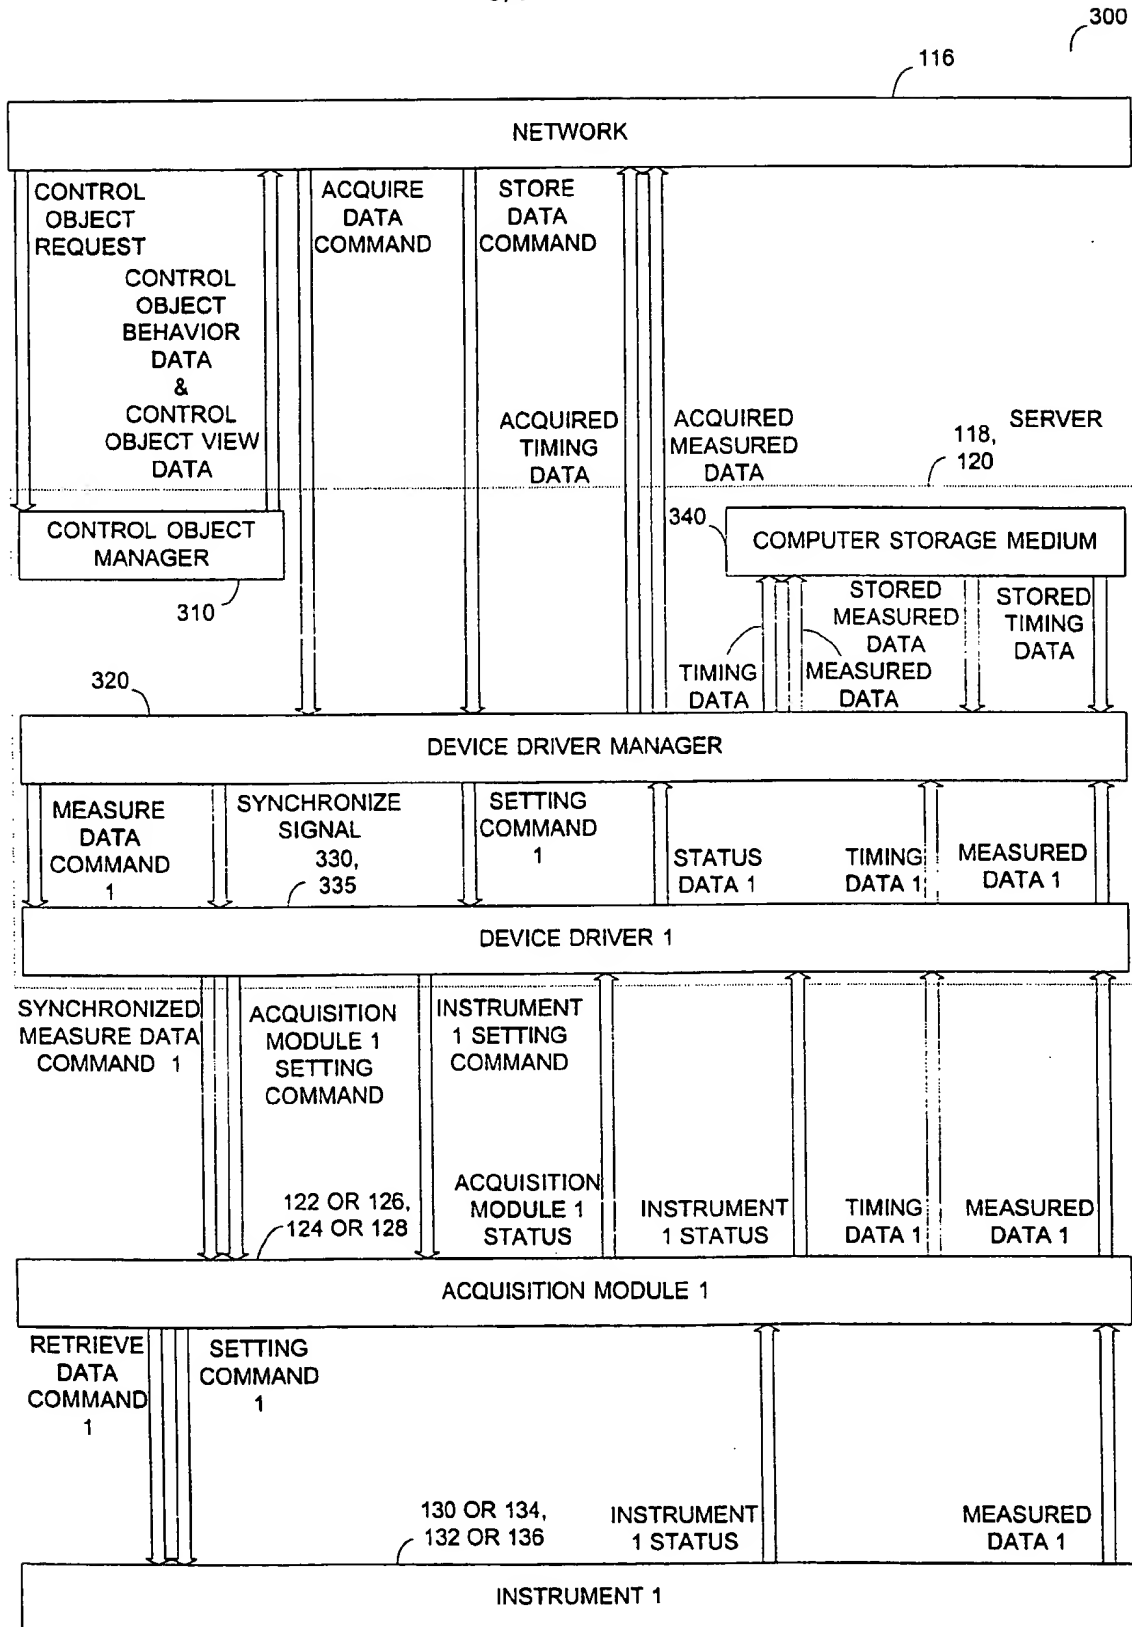 300
116
NETWORK
CONTROL
OBJECT
REQUEST
CONTROL
OBJECT
BEHAVIOR
DATA
&
CONTROL
OBJECT VIEW
DATA
ACQUIRE
DATA
COMMAND
STORE
DATA
COMMAND
ACQUIRED
TIMING
DATA
ACQUIRED
MEASURED
DATA
SERVER
118,
120
CONTROL OBJECT
MANAGER
310
340
COMPUTER STORAGE MEDIUM
TIMING
DATA
STORED
MEASURED
DATA
MEASURED
DATA
STORED
TIMING
DATA
320
DEVICE DRIVER MANAGER
MEASURE
DATA
COMMAND
1
SYNCHRONIZE
SIGNAL
330,
335
SETTING
COMMAND
1
STATUS
DATA 1
TIMING
DATA 1
MEASURED
DATA 1
DEVICE DRIVER 1
SYNCHRONIZED
MEASURE DATA
COMMAND 1
ACQUISITION
MODULE 1
SETTING
COMMAND
INSTRUMENT
1 SETTING
COMMAND
122 OR 126,
124 OR 128
ACQUISITION
MODULE 1
STATUS
INSTRUMENT
1 STATUS
TIMING
DATA 1
MEASURED
DATA 1
ACQUISITION MODULE 1
RETRIEVE
DATA
COMMAND
1
SETTING
COMMAND
1
130 OR 134,
132 OR 136
INSTRUMENT
1 STATUS
MEASURED
DATA 1
INSTRUMENT 1